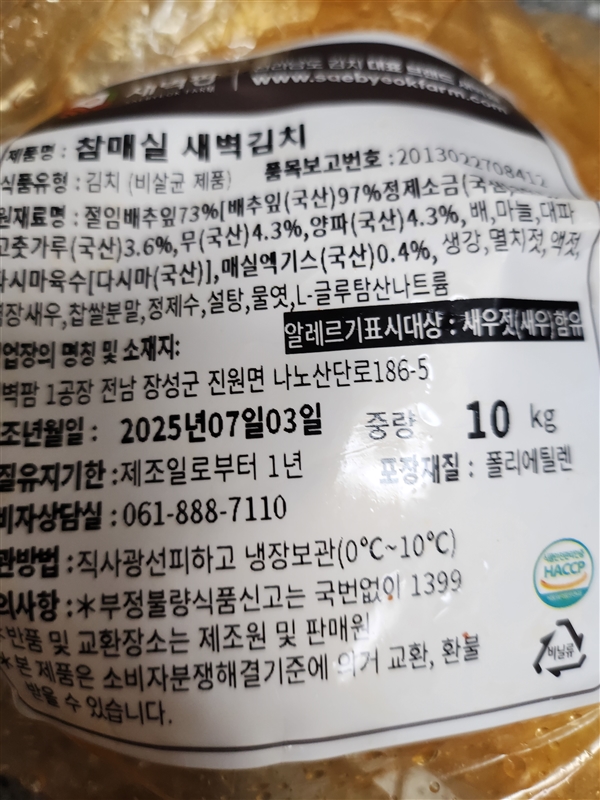 새벽팜
www.saebyeokfarm.com
제품명 : 참매실 새벽김치
식품유형 : 김치 (비살균 제품) 품목보고번호 : 2013022708412
원재료명 : 절임배추잎73%[배추잎(국산)97%정제소금(국산
고춧가루(국산)3.6%,무(국산)4.3%,양파(국산)4.3%, 배,마늘,대파
다시마육수[다시마(국산)],매실엑기스(국산)0.4%, 생강,멸치젓,액젓,
새우,찹쌀분말,정제수,설탕,물엿,L-글루탐산나트륨
알레르기표시대상 : 새우젓(새우)함유
업장의 명칭 및 소재지:
벽팜 1공장 전남 장성군 진원면 나노산단로186-5
조년월일 : 2025년07일03일 중량 10 kg
질유지기한 : 제조일로부터 1년 포장재질 : 폴리에틸렌
비자상담실 : 061-888-7110
관방법 : 직사광선피하고 냉장보관(0℃~10℃)
의사항 : *부정불량식품신고는 국번없이 1399
반품 및 교환장소는 제조원 및 판매원
*본 제품은 소비자분쟁해결기준에 의거 교환, 환불
받을 수 있습니다.
HACCP
비닐류